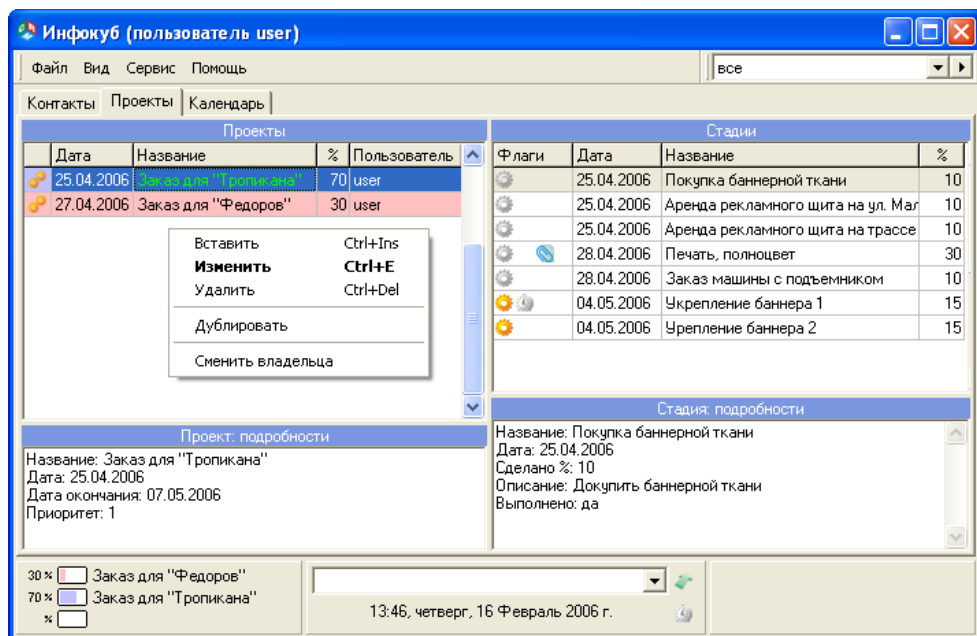 Инфокуб (пользователь user)
Файл Вид Сервис Помощь
все
Контакты Проекты Календарь
Проекты
Дата Название % Пользователь
25.04.2006 Заказ для "Тропикана" 70 user
27.04.2006 Заказ для "Федоров" 30 user
Вставить Ctrl+Ins
Изменить Ctrl+E
Удалить Ctrl+Del
Дублировать
Сменить владельца
Стадии
Флаги Дата Название %
25.04.2006 Покупка баннерной ткани 10
25.04.2006 Аренда рекламного щита на ул. Мал 10
25.04.2006 Аренда рекламного щита на трассе 10
28.04.2006 Печать, полноцвет 30
28.04.2006 Заказ машины с подъемником 10
04.05.2006 Укрепление баннера 1 15
04.05.2006 Урепление баннера 2 15
Проект: подробности
Название: Заказ для "Тропикана"
Дата: 25.04.2006
Дата окончания: 07.05.2006
Приоритет: 1
Стадия: подробности
Название: Покупка баннерной ткани
Дата: 25.04.2006
Сделано %: 10
Описание: Докупить баннерной ткани
Выполнено: да
30 % Заказ для "Федоров"
70 % Заказ для "Тропикана"
%
13:46, четверг, 16 Февраль 2006 г.